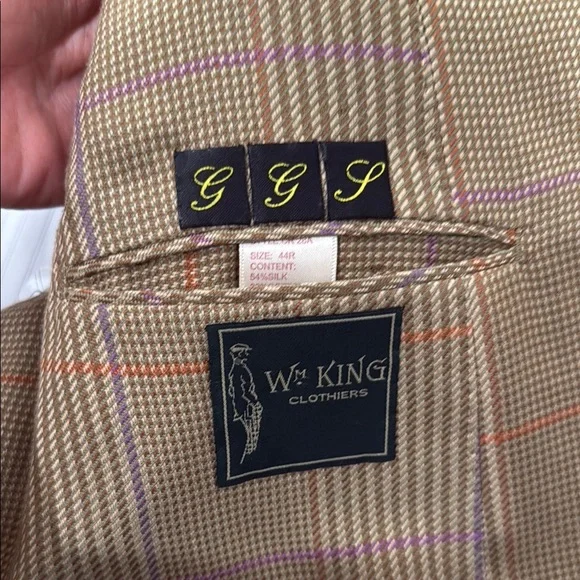 G G S
SIZE: 44R
CONTENT:
54%SILK
WM KING
CLOTHIERS